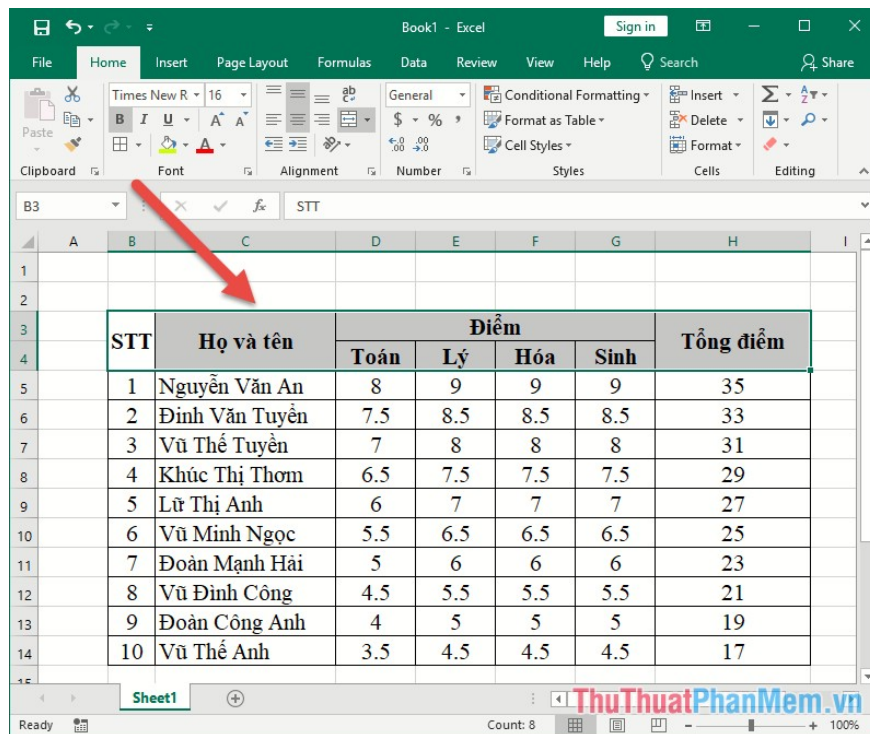 Book1 - Excel
Sign in
File Home Insert Page Layout Formulas Data Review View Help Search Share
Paste
Times New R 16
B I U A A
A
ab
General
$ % ,
.0 .00
.00 .0
Conditional Formatting
Format as Table
Cell Styles
Insert
Delete
Format
Clipboard Font Alignment Number Styles Cells Editing
B3 fx STT
A B C D E F G H I
1
2
3 STT Họ và tên Điểm Tổng điểm
4 Toán Lý Hóa Sinh
5 1 Nguyễn Văn An 8 9 9 9 35
6 2 Đinh Văn Tuyền 7.5 8.5 8.5 8.5 33
7 3 Vũ Thế Tuyền 7 8 8 8 31
8 4 Khúc Thị Thơm 6.5 7.5 7.5 7.5 29
9 5 Lữ Thị Anh 6 7 7 7 27
10 6 Vũ Minh Ngọc 5.5 6.5 6.5 6.5 25
11 7 Đoàn Mạnh Hải 5 6 6 6 23
12 8 Vũ Đình Công 4.5 5.5 5.5 5.5 21
13 9 Đoàn Công Anh 4 5 5 5 19
14 10 Vũ Thế Anh 3.5 4.5 4.5 4.5 17
15
Sheet1
ThuThuatPhanMem.vn
Ready Count: 8 - + 100%